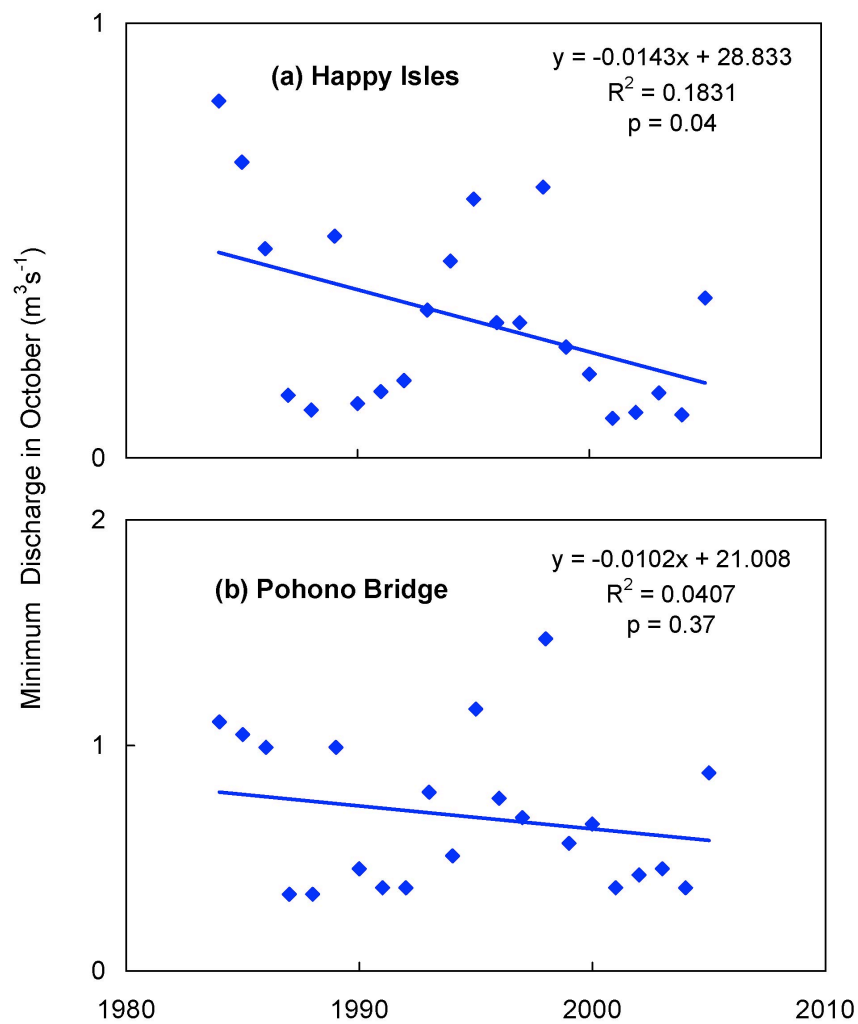 Minimum Discharge in October (m³s⁻¹)
1
(a) Happy Isles
y = -0.0143x + 28.833
R² = 0.1831
p = 0.04
0
2
(b) Pohono Bridge
y = -0.0102x + 21.008
R² = 0.0407
p = 0.37
1
0
1980 1990 2000 2010